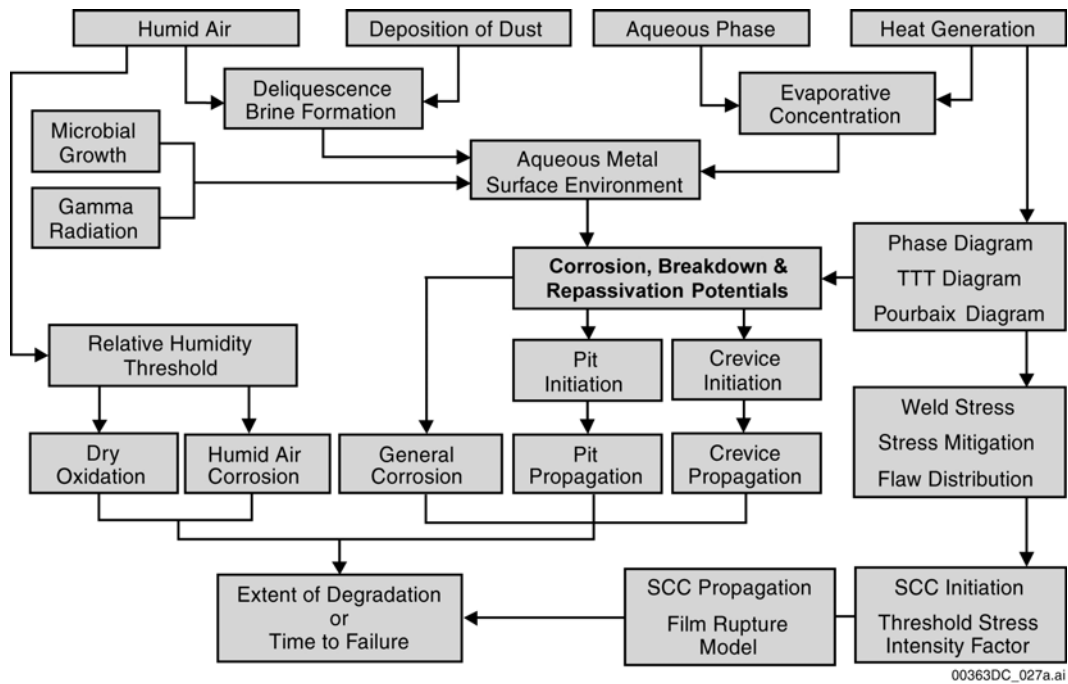 Humid Air
Deposition of Dust
Aqueous Phase
Heat Generation
Deliquescence
Brine Formation
Evaporative
Concentration
Microbial
Growth
Aqueous Metal
Surface Environment
Gamma
Radiation
Corrosion, Breakdown &
Repassivation Potentials
Phase Diagram
TTT Diagram
Pourbaix Diagram
Relative Humidity
Threshold
Pit
Initiation
Crevice
Initiation
Weld Stress
Stress Mitigation
Flaw Distribution
Dry
Oxidation
Humid Air
Corrosion
General
Corrosion
Pit
Propagation
Crevice
Propagation
Extent of Degradation
or
Time to Failure
SCC Propagation
Film Rupture
Model
SCC Initiation
Threshold Stress
Intensity Factor
00363DC_027a.ai